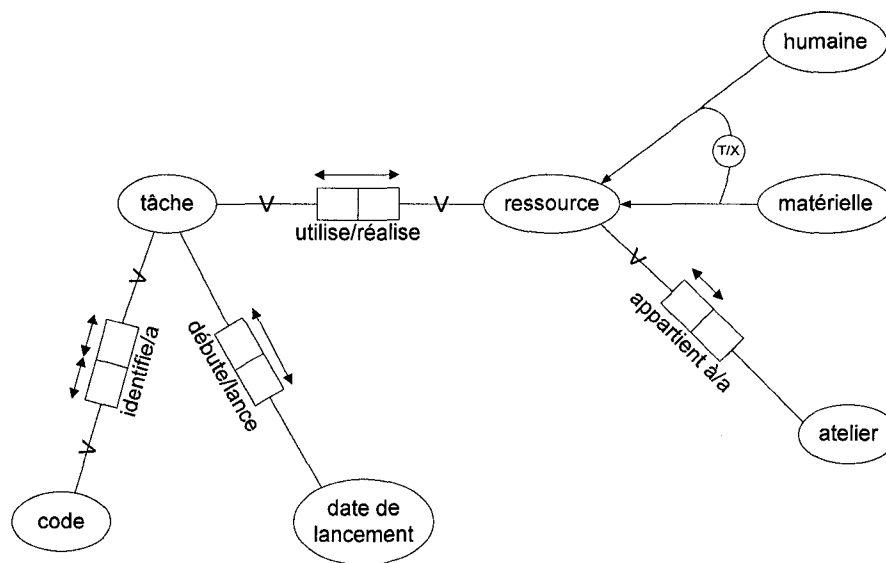 humaine
T/X
tâche
ressource
matérielle
utilise/réalise
V
V
V
V
V
identifie/a
débute/lance
appartient à/a
atelier
code
date de
lancement